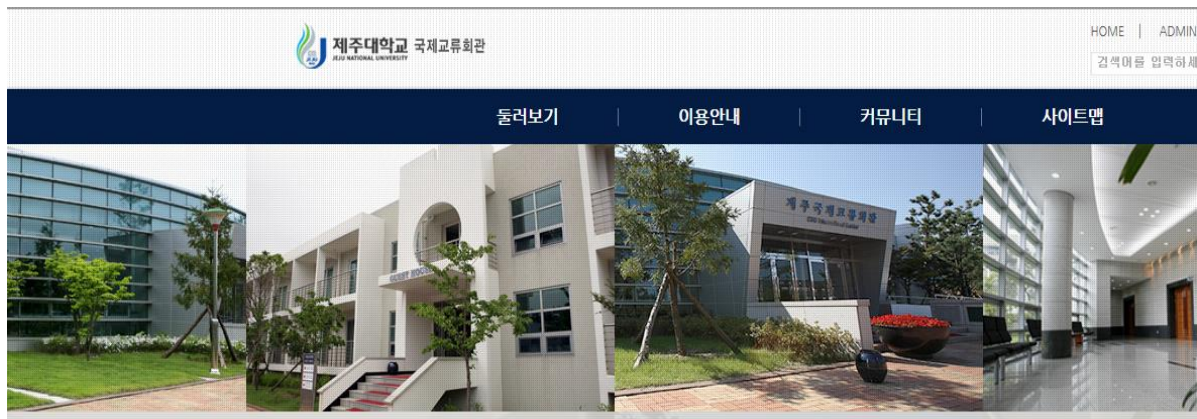 제주대학교 국제교류회관
JEJU NATIONAL UNIVERSITY
HOME | ADMIN
검색어를 입력하세
둘러보기 | 이용안내 | 커뮤니티 | 사이트맵
GUEST HOUSE
제주국제교류회관